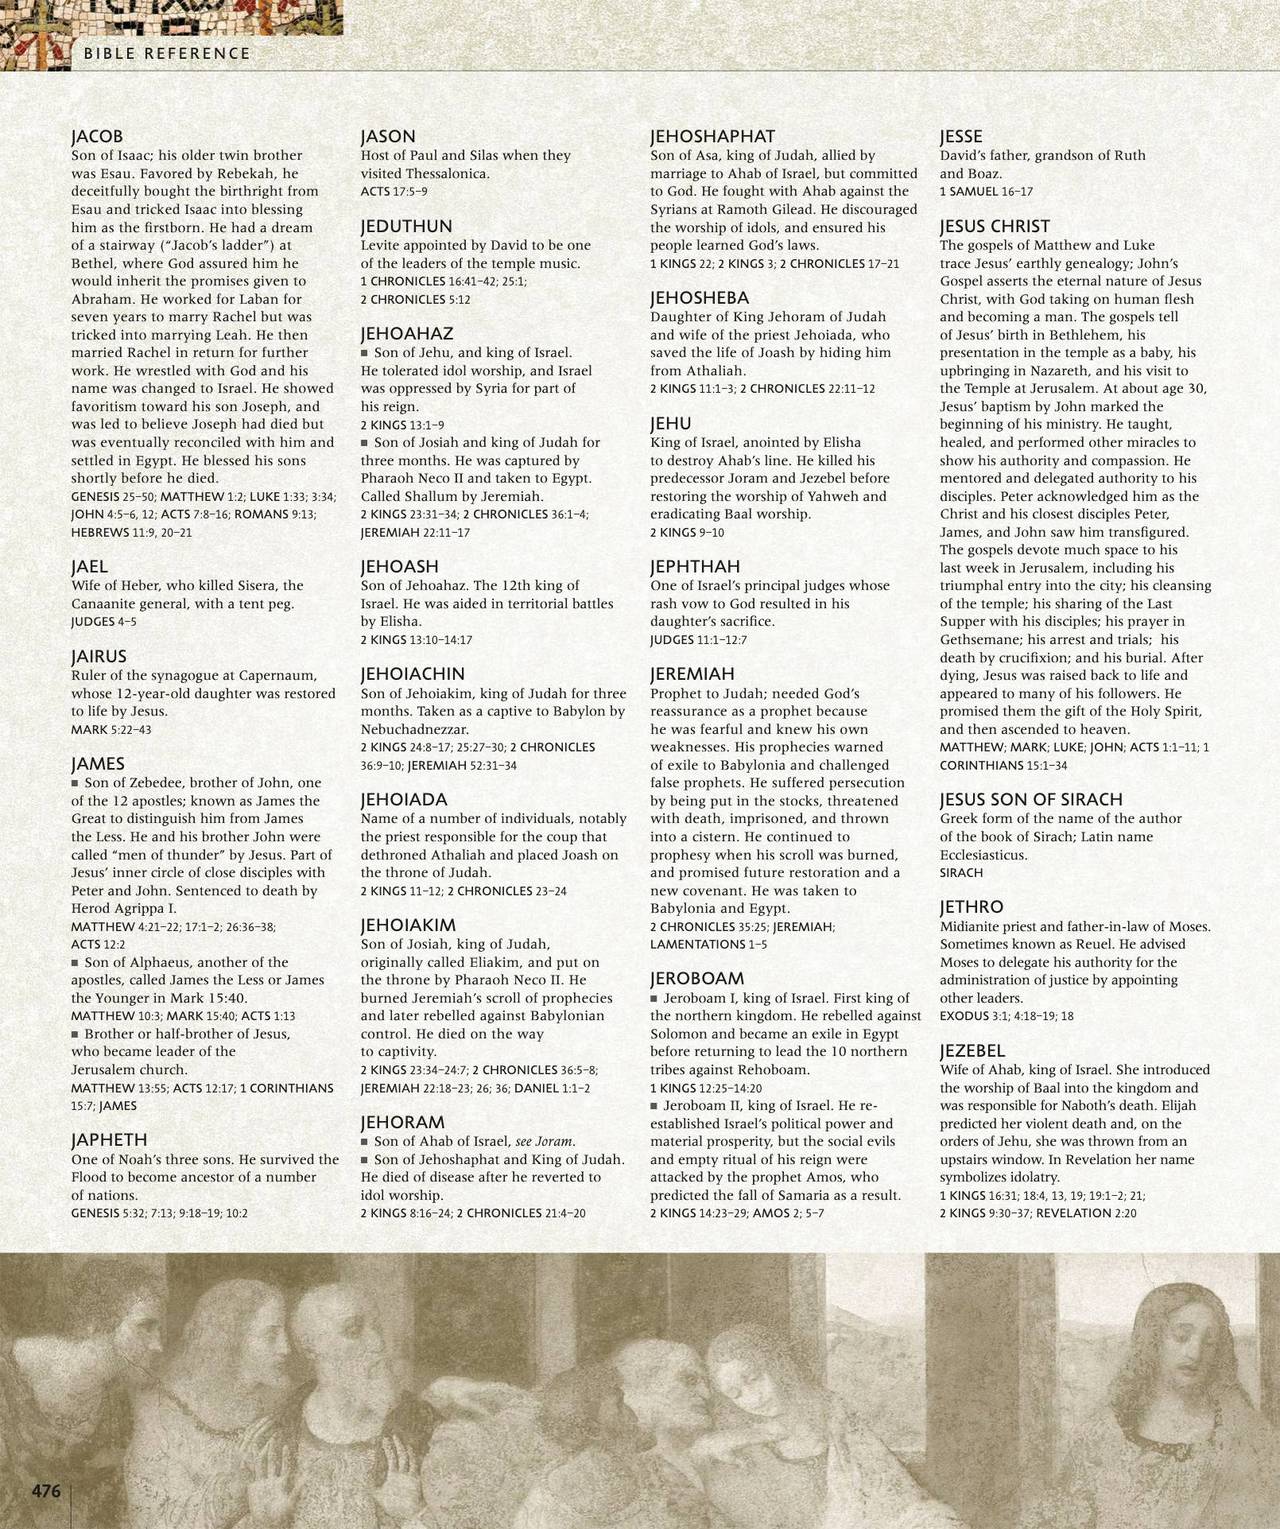 BIBLE REFERENCE
JACOB
Son of Isaac; his older twin brother
was Esau. Favored by Rebekah, he
deceitfully bought the birthright from
Esau and tricked Isaac into blessing
him as the firstborn. He had a dream
of a stairway (“Jacob’s ladder”) at
Bethel, where God assured him he
would inherit the promises given to
Abraham. He worked for Laban for
seven years to marry Rachel but was
tricked into marrying Leah. He then
married Rachel in return for further
work. He wrestled with God and his
name was changed to Israel. He showed
favoritism toward his son Joseph, and
was led to believe Joseph had died but
was eventually reconciled with him and
settled in Egypt. He blessed his sons
shortly before he died.
GENESIS 25–50; MATTHEW 1:2; LUKE 1:33; 3:34;
JOHN 4:5–6, 12; ACTS 7:8–16; ROMANS 9:13;
HEBREWS 11:9, 20–21
JAEL
Wife of Heber, who killed Sisera, the
Canaanite general, with a tent peg.
JUDGES 4–5
JAIRUS
Ruler of the synagogue at Capernaum,
whose 12-year-old daughter was restored
to life by Jesus.
MARK 5:22–43
JAMES
■ Son of Zebedee, brother of John, one
of the 12 apostles; known as James the
Great to distinguish him from James
the Less. He and his brother John were
called “men of thunder” by Jesus. Part of
Jesus’ inner circle of close disciples with
Peter and John. Sentenced to death by
Herod Agrippa I.
MATTHEW 4:21–22; 17:1–2; 26:36–38;
ACTS 12:2
■ Son of Alphaeus, another of the
apostles, called James the Less or James
the Younger in Mark 15:40.
MATTHEW 10:3; MARK 15:40; ACTS 1:13
■ Brother or half-brother of Jesus,
who became leader of the
Jerusalem church.
MATTHEW 13:55; ACTS 12:17; 1 CORINTHIANS
15:7; JAMES
JAPHETH
One of Noah’s three sons. He survived the
Flood to become ancestor of a number
of nations.
GENESIS 5:32; 7:13; 9:18–19; 10:2
JASON
Host of Paul and Silas when they
visited Thessalonica.
ACTS 17:5–9
JEDUTHUN
Levite appointed by David to be one
of the leaders of the temple music.
1 CHRONICLES 16:41–42; 25:1;
2 CHRONICLES 5:12
JEHOAHAZ
■ Son of Jehu, and king of Israel.
He tolerated idol worship, and Israel
was oppressed by Syria for part of
his reign.
2 KINGS 13:1–9
■ Son of Josiah and king of Judah for
three months. He was captured by
Pharaoh Neco II and taken to Egypt.
Called Shallum by Jeremiah.
2 KINGS 23:31–34; 2 CHRONICLES 36:1–4;
JEREMIAH 22:11–17
JEHOASH
Son of Jehoahaz. The 12th king of
Israel. He was aided in territorial battles
by Elisha.
2 KINGS 13:10–14:17
JEHOIACHIN
Son of Jehoiakim, king of Judah for three
months. Taken as a captive to Babylon by
Nebuchadnezzar.
2 KINGS 24:8–17; 25:27–30; 2 CHRONICLES
36:9–10; JEREMIAH 52:31–34
JEHOIADA
Name of a number of individuals, notably
the priest responsible for the coup that
dethroned Athaliah and placed Joash on
the throne of Judah.
2 KINGS 11–12; 2 CHRONICLES 23–24
JEHOIAKIM
Son of Josiah, king of Judah,
originally called Eliakim, and put on
the throne by Pharaoh Neco II. He
burned Jeremiah’s scroll of prophecies
and later rebelled against Babylonian
control. He died on the way
to captivity.
2 KINGS 23:34–24:7; 2 CHRONICLES 36:5–8;
JEREMIAH 22:18–23; 26; 36; DANIEL 1:1–2
JEHORAM
■ Son of Ahab of Israel, see Joram.
■ Son of Jehoshaphat and King of Judah.
He died of disease after he reverted to
idol worship.
2 KINGS 8:16–24; 2 CHRONICLES 21:4–20
JEHOSHAPHAT
Son of Asa, king of Judah, allied by
marriage to Ahab of Israel, but committed
to God. He fought with Ahab against the
Syrians at Ramoth Gilead. He discouraged
the worship of idols, and ensured his
people learned God’s laws.
1 KINGS 22; 2 KINGS 3; 2 CHRONICLES 17–21
JEHOSHEBA
Daughter of King Jehoram of Judah
and wife of the priest Jehoiada, who
saved the life of Joash by hiding him
from Athaliah.
2 KINGS 11:1–3; 2 CHRONICLES 22:11–12
JEHU
King of Israel, anointed by Elisha
to destroy Ahab’s line. He killed his
predecessor Joram and Jezebel before
restoring the worship of Yahweh and
eradicating Baal worship.
2 KINGS 9–10
JEPHTHAH
One of Israel’s principal judges whose
rash vow to God resulted in his
daughter’s sacrifice.
JUDGES 11:1–12:7
JEREMIAH
Prophet to Judah; needed God’s
reassurance as a prophet because
he was fearful and knew his own
weaknesses. His prophecies warned
of exile to Babylonia and challenged
false prophets. He suffered persecution
by being put in the stocks, threatened
with death, imprisoned, and thrown
into a cistern. He continued to
prophesy when his scroll was burned,
and promised future restoration and a
new covenant. He was taken to
Babylonia and Egypt.
2 CHRONICLES 35:25; JEREMIAH;
LAMENTATIONS 1–5
JEROBOAM
■ Jeroboam I, king of Israel. First king of
the northern kingdom. He rebelled against
Solomon and became an exile in Egypt
before returning to lead the 10 northern
tribes against Rehoboam.
1 KINGS 12:25–14:20
■ Jeroboam II, king of Israel. He re-
established Israel’s political power and
material prosperity, but the social evils
and empty ritual of his reign were
attacked by the prophet Amos, who
predicted the fall of Samaria as a result.
2 KINGS 14:23–29; AMOS 2; 5–7
JESSE
David’s father, grandson of Ruth
and Boaz.
1 SAMUEL 16–17
JESUS CHRIST
The gospels of Matthew and Luke
trace Jesus’ earthly genealogy; John’s
Gospel asserts the eternal nature of Jesus
Christ, with God taking on human flesh
and becoming a man. The gospels tell
of Jesus’ birth in Bethlehem, his
presentation in the temple as a baby, his
upbringing in Nazareth, and his visit to
the Temple at Jerusalem. At about age 30,
Jesus’ baptism by John marked the
beginning of his ministry. He taught,
healed, and performed other miracles to
show his authority and compassion. He
mentored and delegated authority to his
disciples. Peter acknowledged him as the
Christ and his closest disciples Peter,
James, and John saw him transfigured.
The gospels devote much space to his
last week in Jerusalem, including his
triumphal entry into the city; his cleansing
of the temple; his sharing of the Last
Supper with his disciples; his prayer in
Gethsemane; his arrest and trials; his
death by crucifixion; and his burial. After
dying, Jesus was raised back to life and
appeared to many of his followers. He
promised them the gift of the Holy Spirit,
and then ascended to heaven.
MATTHEW; MARK; LUKE; JOHN; ACTS 1:1–11; 1
CORINTHIANS 15:1–34
JESUS SON OF SIRACH
Greek form of the name of the author
of the book of Sirach; Latin name
Ecclesiasticus.
SIRACH
JETHRO
Midianite priest and father-in-law of Moses.
Sometimes known as Reuel. He advised
Moses to delegate his authority for the
administration of justice by appointing
other leaders.
EXODUS 3:1; 4:18–19; 18
JEZEBEL
Wife of Ahab, king of Israel. She introduced
the worship of Baal into the kingdom and
was responsible for Naboth’s death. Elijah
predicted her violent death and, on the
orders of Jehu, she was thrown from an
upstairs window. In Revelation her name
symbolizes idolatry.
1 KINGS 16:31; 18:4, 13, 19; 19:1–2; 21;
2 KINGS 9:30–37; REVELATION 2:20
476